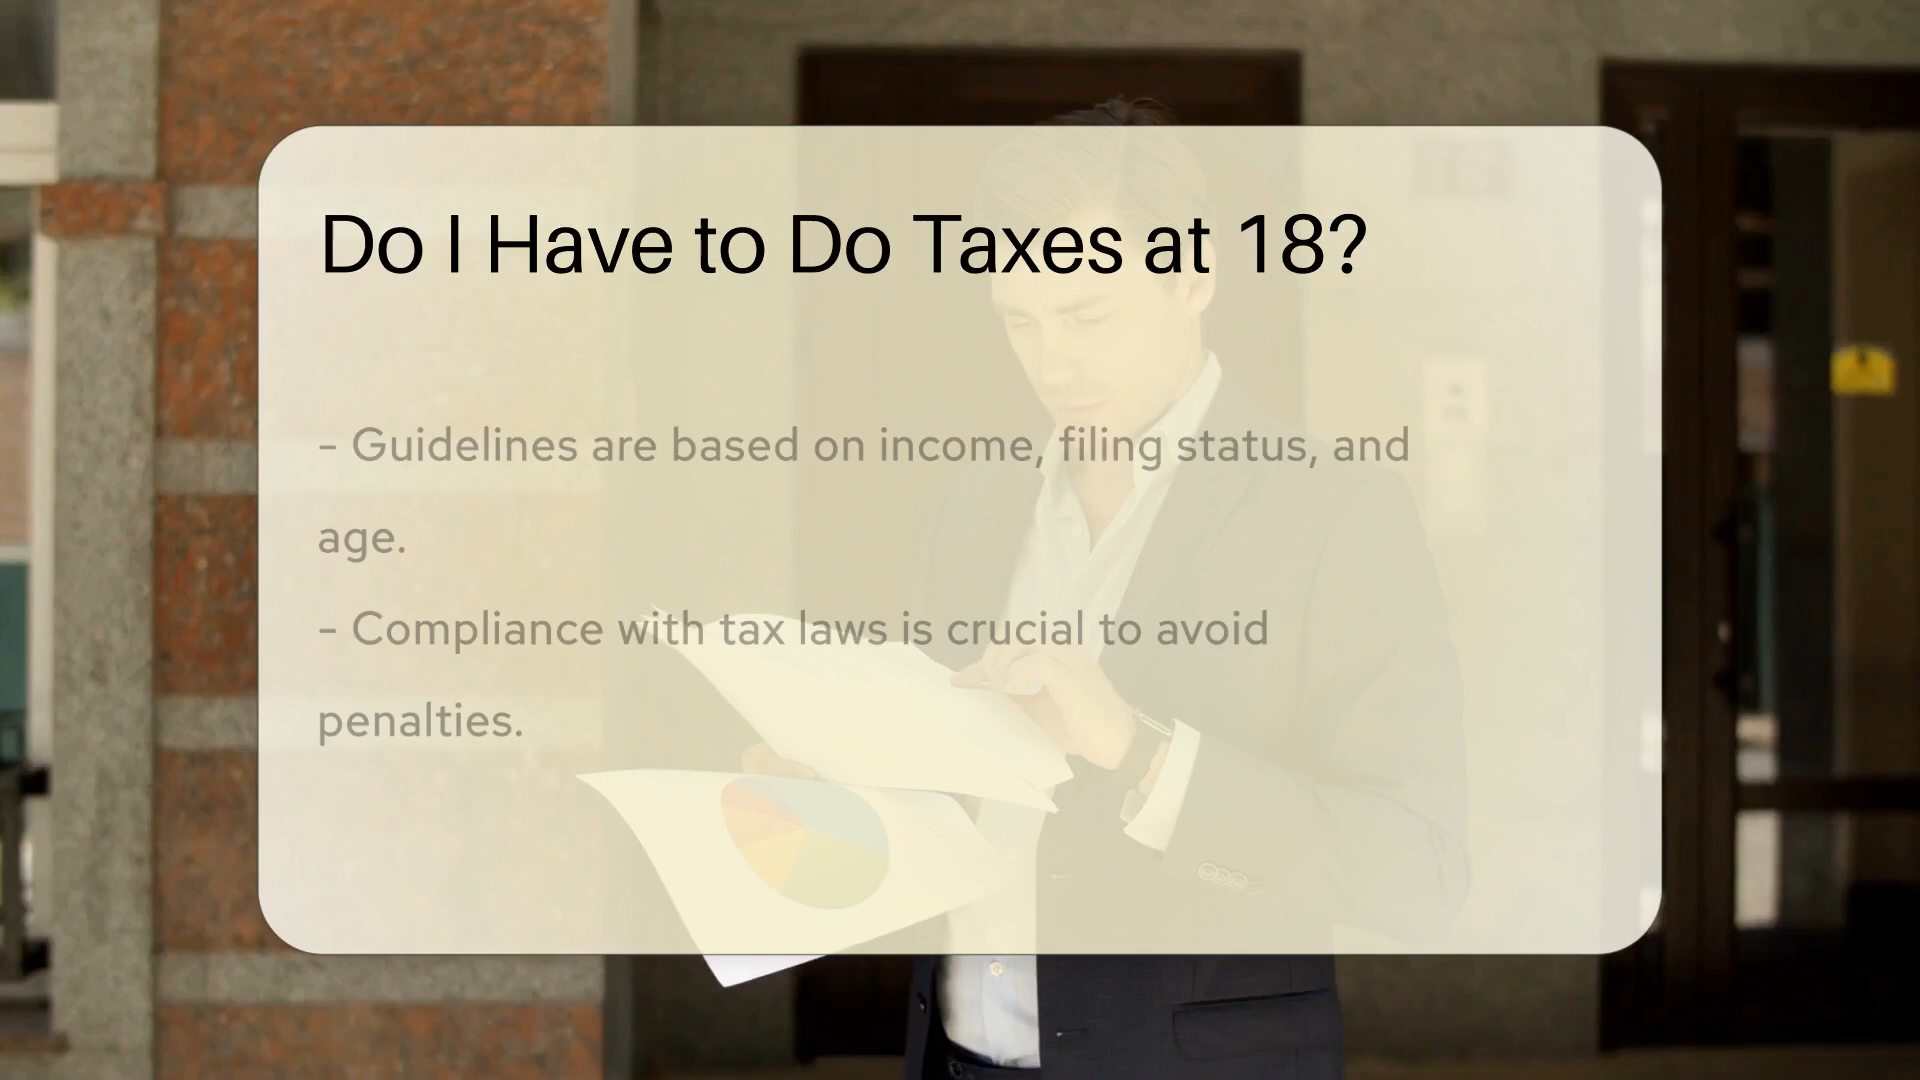 Do I Have to Do Taxes at 18?
- Guidelines are based on income, filing status, and
age.
- Compliance with tax laws is crucial to avoid
penalties.